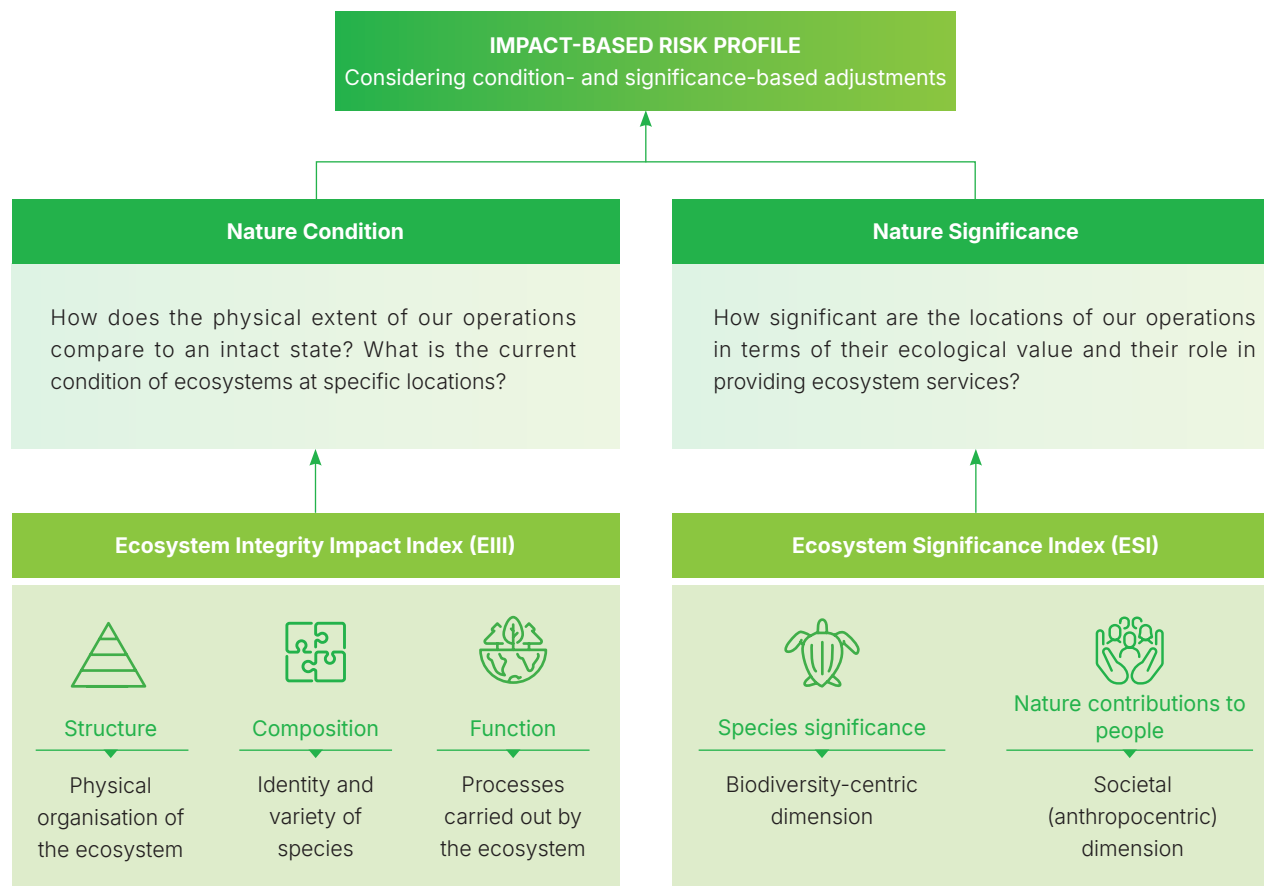 IMPACT-BASED RISK PROFILE
Considering condition- and significance-based adjustments
Nature Condition
How does the physical extent of our operations
compare to an intact state? What is the current
condition of ecosystems at specific locations?
Nature Significance
How significant are the locations of our operations
in terms of their ecological value and their role in
providing ecosystem services?
Ecosystem Integrity Impact Index (EIII)
Structure
Physical
organisation of
the ecosystem
Composition
Identity and
variety of
species
Function
Processes
carried out by
the ecosystem
Ecosystem Significance Index (ESI)
Species significance
Biodiversity-centric
dimension
Nature contributions to
people
Societal
(anthropocentric)
dimension